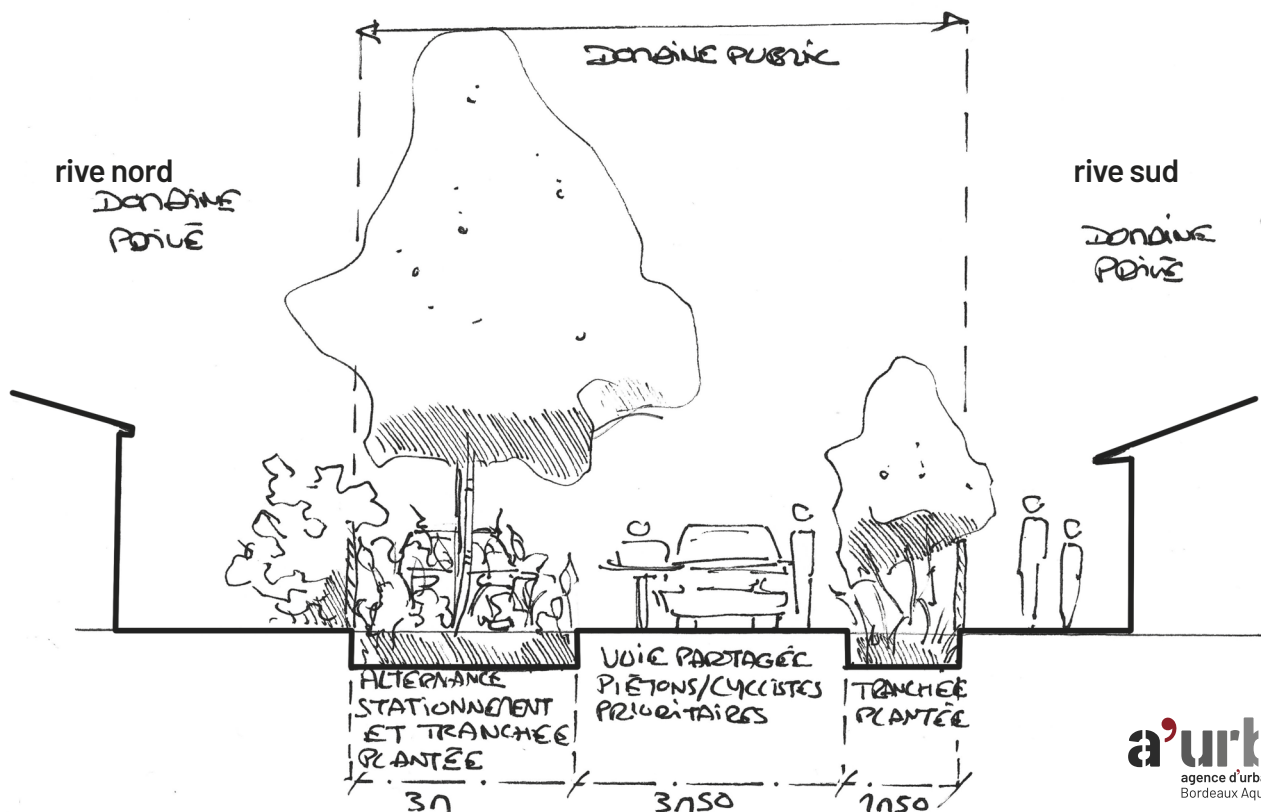 DOMAINE PUBLIC
rive nord
DOMAINE
PRIVÉ
rive sud
DOMAINE
PRIVÉ
ALTERNANCE
STATIONNEMENT
ET TRANCHÉE
PLANTÉE
VOIE PARTAGÉE
PIÉTONS/CYCLISTES
PRIORITAIRES
TRANCHÉE
PLANTÉE
3M
3M50
1M50
a'urb
agence d'urba
Bordeaux Aqu